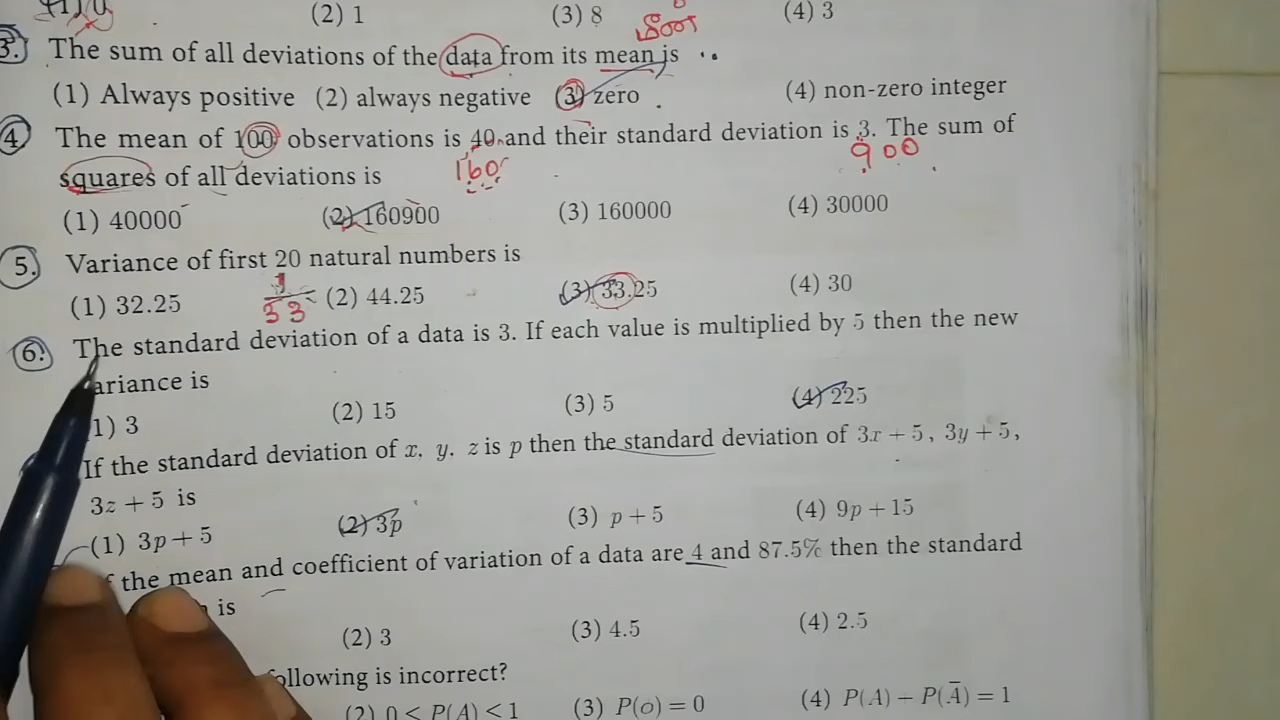 (2) 1 (3) 8 (4) 3
3. The sum of all deviations of the data from its mean is
(1) Always positive (2) always negative (3) zero (4) non-zero integer
4 The mean of 100 observations is 40 and their standard deviation is 3. The sum of
900
squares of all deviations is 160
(1) 40000 (2) 160900 (3) 160000 (4) 30000
5. Variance of first 20 natural numbers is
(1) 32.25 33 (2) 44.25 (3) 33.25 (4) 30
6. The standard deviation of a data is 3. If each value is multiplied by 5 then the new
ariance is
1) 3 (2) 15 (3) 5 (4) 225
If the standard deviation of x, y, z is p then the standard deviation of 3x + 5, 3y + 5,
3z + 5 is
(1) 3p + 5 (2) 3p (3) p + 5 (4) 9p + 15
the mean and coefficient of variation of a data are 4 and 87.5% then the standard
is
(2) 3 (3) 4.5 (4) 2.5
ollowing is incorrect?
(2) 0 < P(A) < 1 (3) P(o) = 0 (4) P(A) − P(A̅) = 1